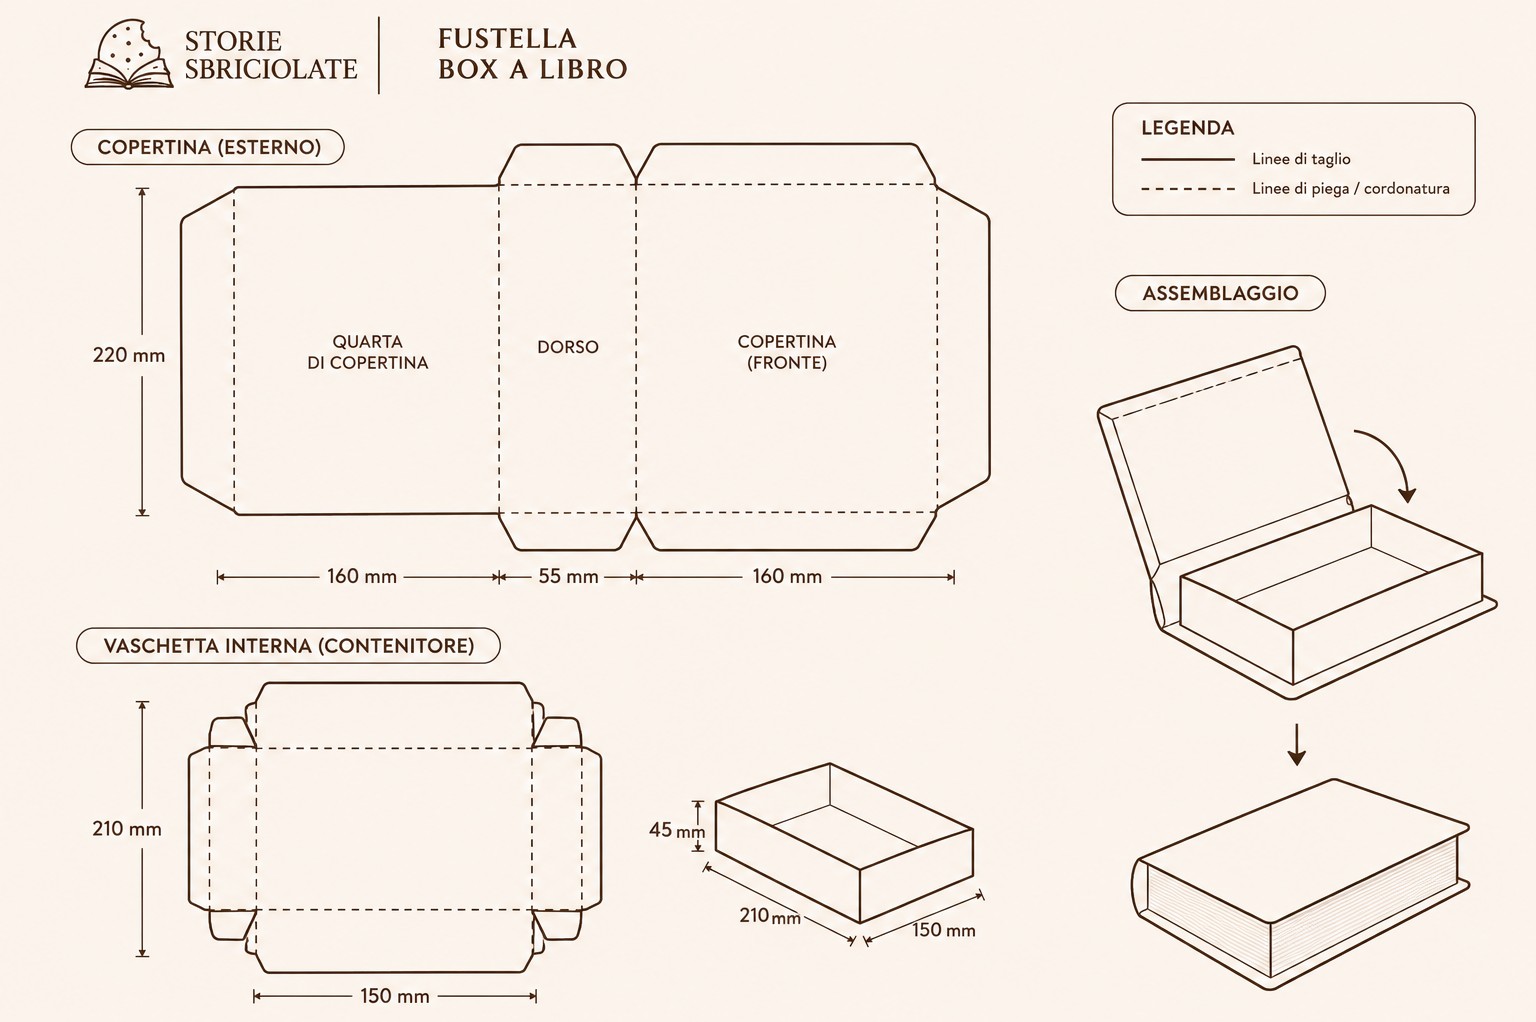 STORIE
SBRICIOLATE
FUSTELLA
BOX A LIBRO
COPERTINA (ESTERNO)
LEGENDA
Linee di taglio
Linee di piega / cordonatura
220 mm
QUARTA
DI COPERTINA
DORSO
COPERTINA
(FRONTE)
160 mm
55 mm
160 mm
ASSEMBLAGGIO
VASCHETTA INTERNA (CONTENITORE)
210 mm
150 mm
45 mm
210 mm
150 mm